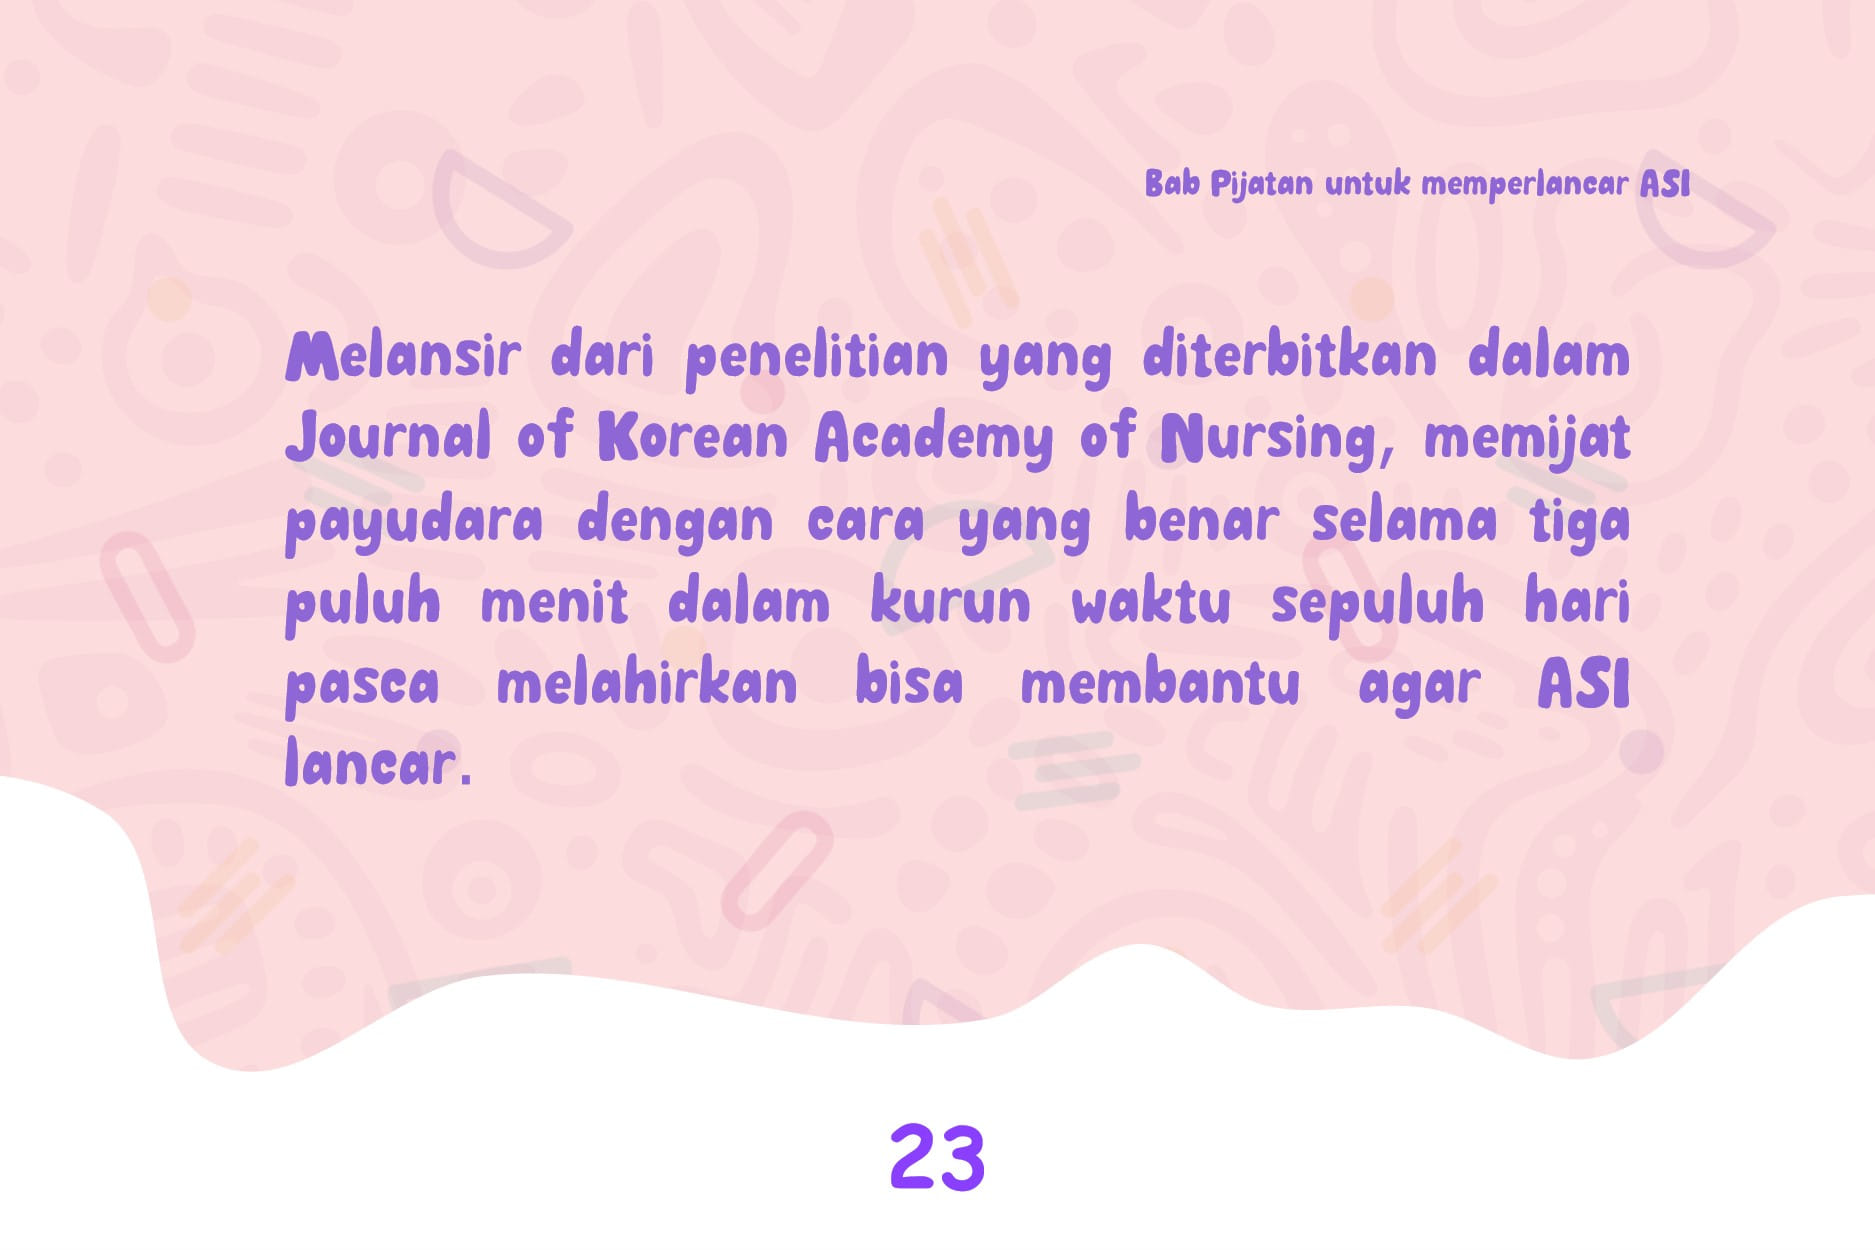 Bab Pijatan untuk memperlancar ASI
Melansir dari penelitian yang diterbitkan dalam
Journal of Korean Academy of Nursing, memijat
payudara dengan cara yang benar selama tiga
puluh menit dalam kurun waktu sepuluh hari
pasca melahirkan bisa membantu agar ASI
lancar.
23